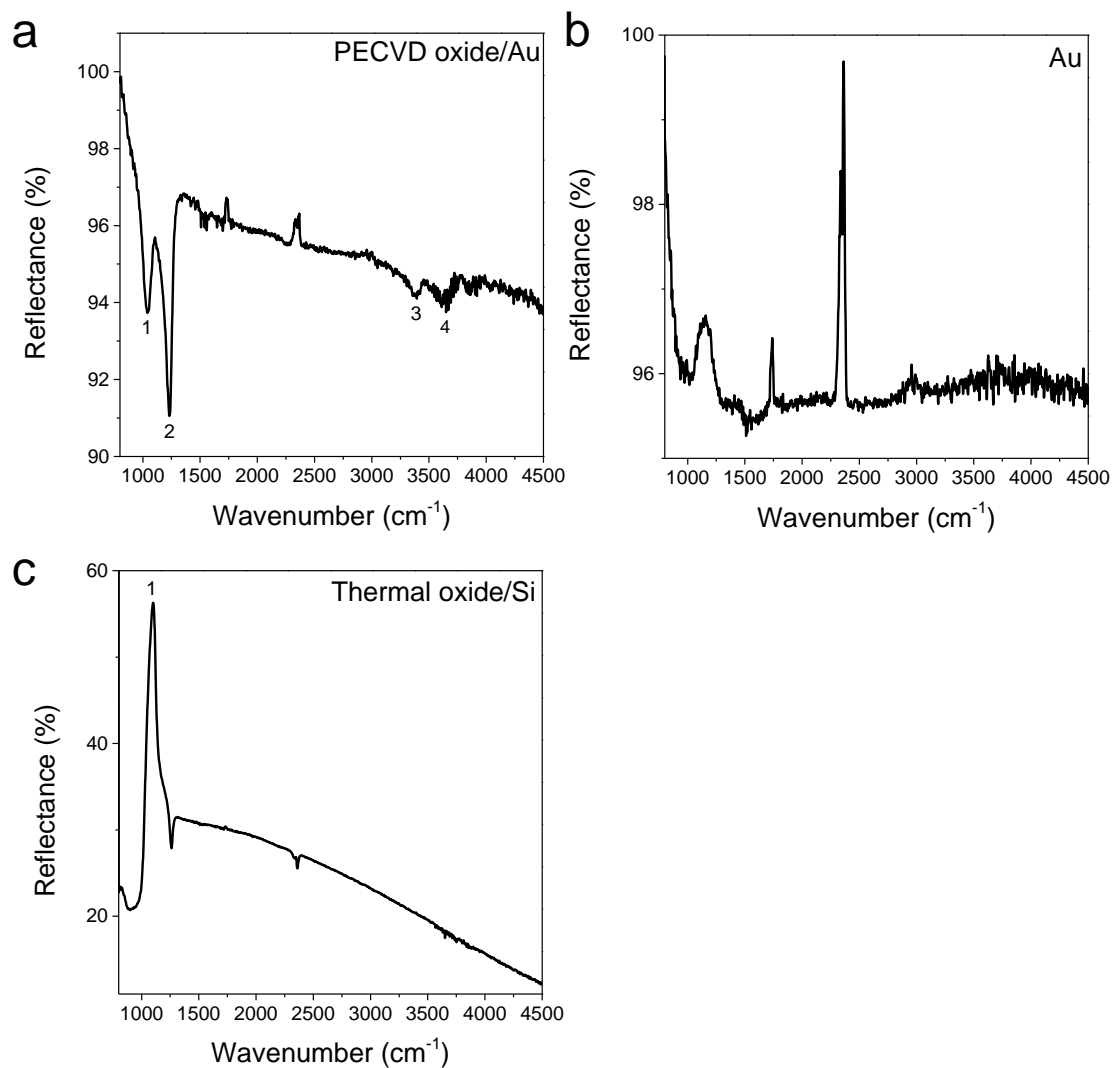 a
PECVD oxide/Au
100
98
96
94
92
90
Reflectance (%)
1
2
3
4
1000 1500 2000 2500 3000 3500 4000 4500
Wavenumber (cm⁻¹)
b
Au
100
98
96
Reflectance (%)
1000 1500 2000 2500 3000 3500 4000 4500
Wavenumber (cm⁻¹)
c
Thermal oxide/Si
60
40
20
Reflectance (%)
1
1000 1500 2000 2500 3000 3500 4000 4500
Wavenumber (cm⁻¹)